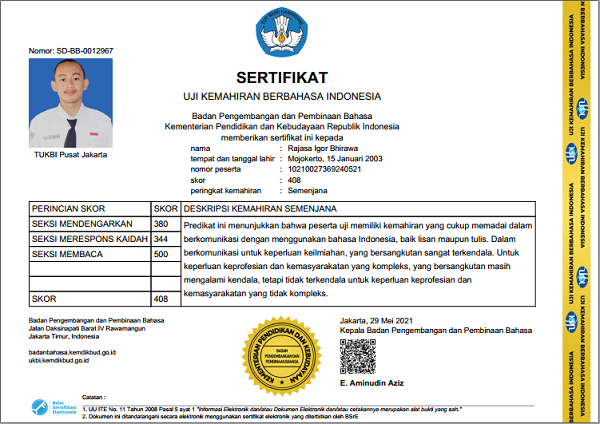 Nomor: SD-BB-0012967
TUKBI Pusat Jakarta
SERTIFIKAT
UJI KEMAHIRAN BERBAHASA INDONESIA
Badan Pengembangan dan Pembinaan Bahasa
Kementerian Pendidikan dan Kebudayaan Republik Indonesia
memberikan sertifikat ini kepada
nama : Rajasa Igor Bhirawa
tempat dan tanggal lahir : Mojokerto, 15 Januari 2003
nomor peserta : 10210027369240521
skor : 408
peringkat kemahiran : Semenjana
PERINCIAN SKOR SKOR DESKRIPSI KEMAHIRAN SEMENJANA
SEKSI MENDENGARKAN 380
SEKSI MERESPONS KAIDAH 344
SEKSI MEMBACA 500
SKOR 408
Predikat ini menunjukkan bahwa peserta uji memiliki kemahiran yang cukup memadai dalam
berkomunikasi dengan menggunakan bahasa Indonesia, baik lisan maupun tulis. Dalam
berkomunikasi untuk keperluan keilmiahan, yang bersangkutan sangat terkendala. Untuk
keperluan keprofesian dan kemasyarakatan yang kompleks, yang bersangkutan masih
mengalami kendala, tetapi tidak terkendala untuk keperluan keprofesian dan
kemasyarakatan yang tidak kompleks.
Badan Pengembangan dan Pembinaan Bahasa
Jalan Daksinapati Barat IV Rawamangun
Jakarta Timur, Indonesia
badanbahasa.kemdikbud.go.id
ukbi.kemdikbud.go.id
KEMENTERIAN PENDIDIKAN DAN KEBUDAYAAN
BADAN
PENGEMBANGAN DAN
PEMBINAAN BAHASA
Jakarta, 29 Mei 2021
Kepala Badan Pengembangan dan Pembinaan Bahasa
E. Aminudin Aziz
Balai
Sertifikasi
Elektronik
Catatan :
1. UU ITE No. 11 Tahun 2008 Pasal 5 ayat 1 "Informasi Elektronik dan/atau Dokumen Elektronik dan/atau cetakannya merupakan alat bukti yang sah."
2. Dokumen ini ditandatangani secara elektronik menggunakan sertifikat elektronik yang diterbitkan oleh BSrE
UJI KEMAHIRAN BERBAHASA INDONESIA
UJI KEMAHIRAN BERBAHASA INDONESIA
UJI KEMAHIRAN BERBAHASA INDONESIA